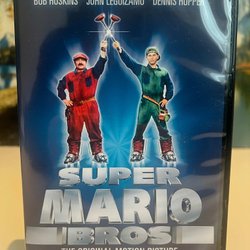 BOB HOSKINS JOHN LEGUIZAMO DENNIS HOPPER
SUPER
MARIO
BROS
THE ORIGINAL MOTION PICTURE